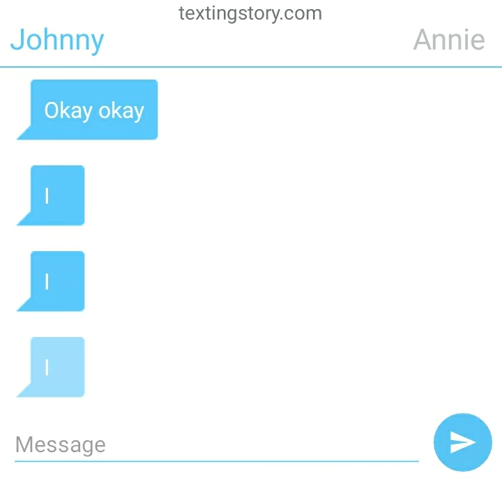 textingstory.com
Johnny Annie
Okay okay
I
I
I
Message